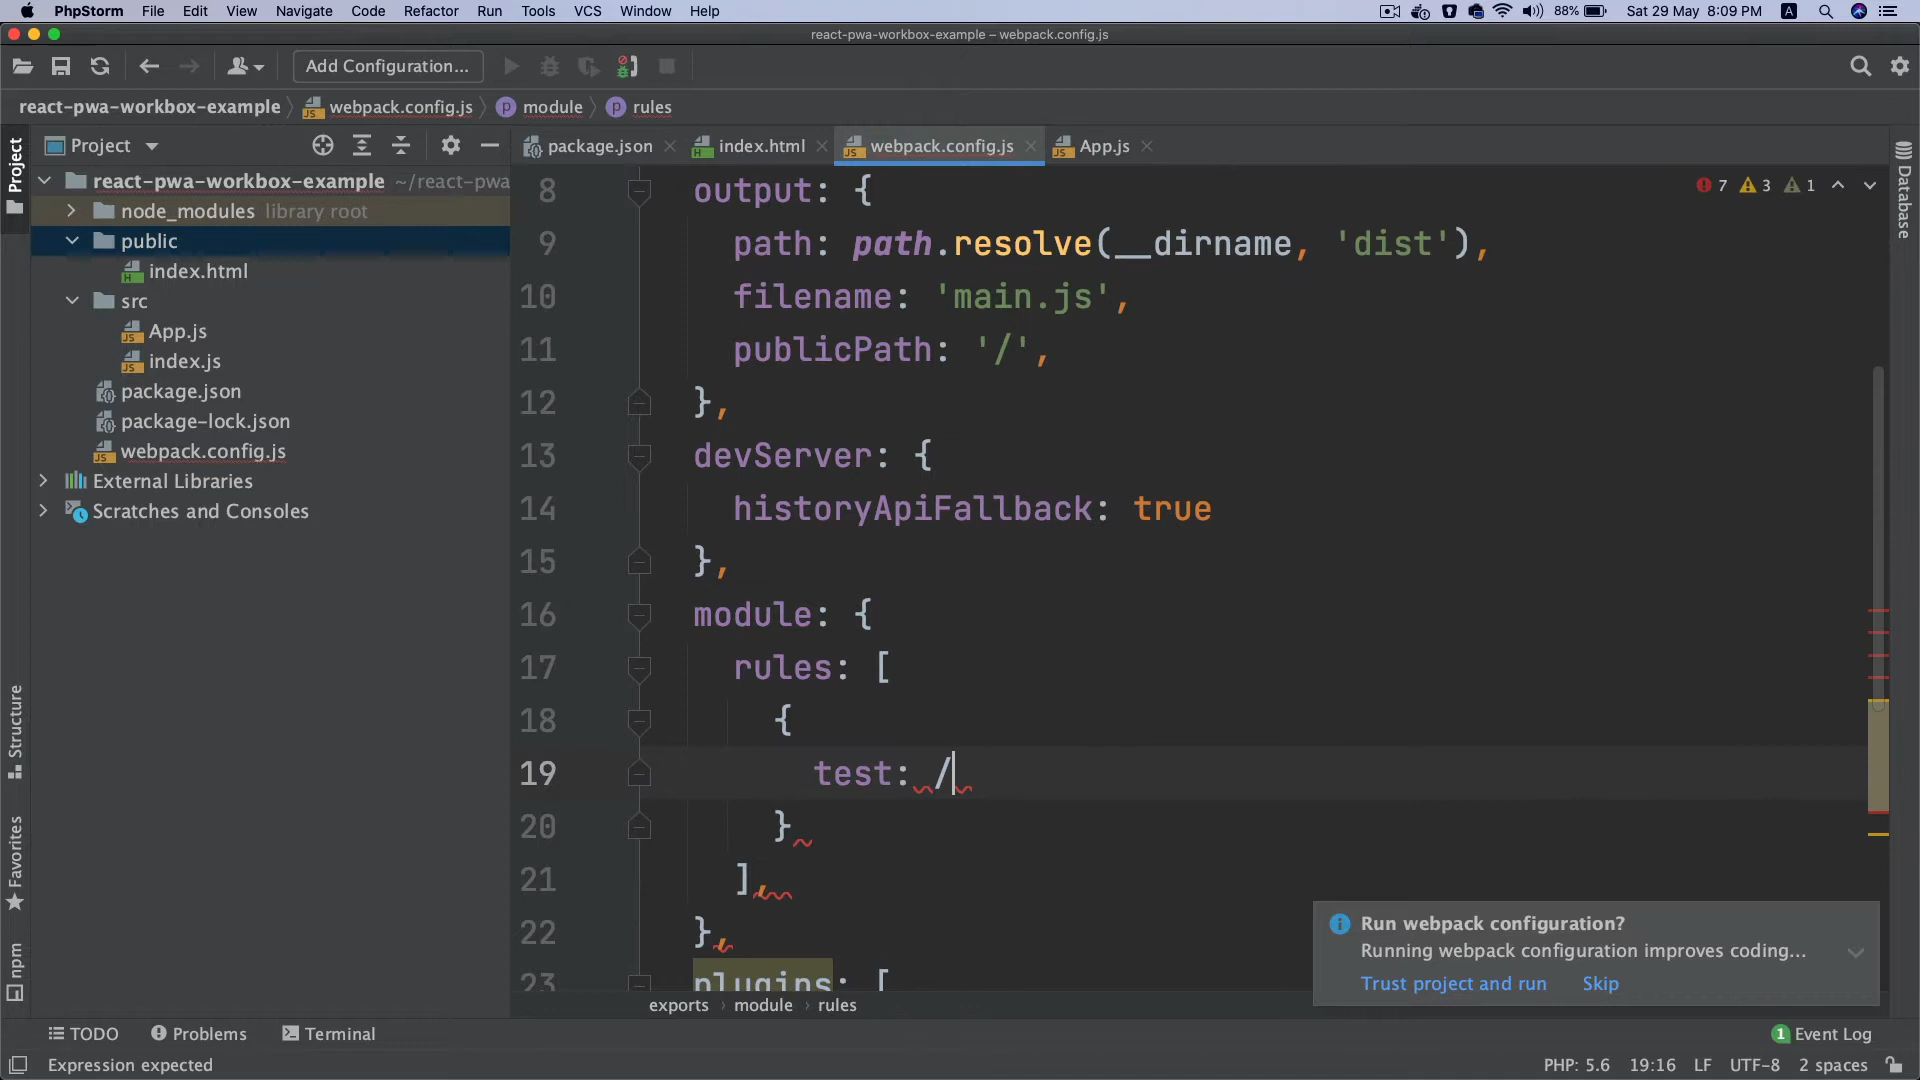 PhpStorm File Edit View Navigate Code Refactor Run Tools VCS Window Help 88% Sat 29 May 8:09 PM A
react-pwa-workbox-example – webpack.config.js
Add Configuration...
react-pwa-workbox-example webpack.config.js p module p rules
Project
package.json
index.html
webpack.config.js
App.js
react-pwa-workbox-example ~/react-pwa
node_modules library root
public
index.html
src
App.js
index.js
package.json
package-lock.json
webpack.config.js
External Libraries
Scratches and Consoles
Project
Structure
Favorites
npm
7 3 1
8 output: {
9 path: path.resolve(__dirname, 'dist'),
10 filename: 'main.js',
11 publicPath: '/',
12 },
13 devServer: {
14 historyApiFallback: true
15 },
16 module: {
17 rules: [
18 {
19 test: /
20 }
21 ],
22 },
23 plugins: [
Database
Run webpack configuration?
Running webpack configuration improves coding...
Trust project and run Skip
exports › module › rules
TODO Problems Terminal 1 Event Log
Expression expected PHP: 5.6 19:16 LF UTF-8 2 spaces